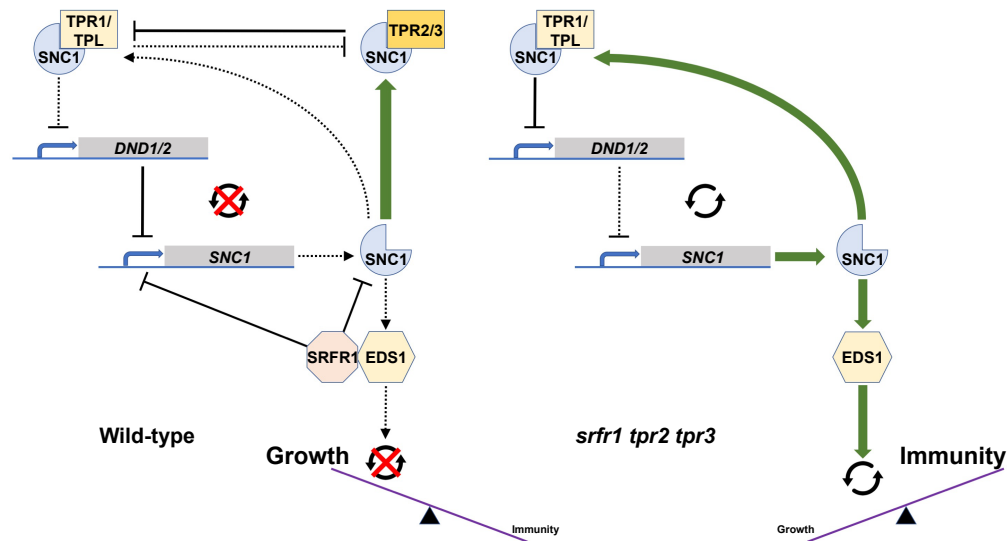 TPR1/
TPL
SNC1
TPR2/3
SNC1
DND1/2
SNC1
SNC1
SRFR1
EDS1
Wild-type
Growth
Immunity
TPR1/
TPL
SNC1
DND1/2
SNC1
SNC1
EDS1
srfr1 tpr2 tpr3
Immunity
Growth